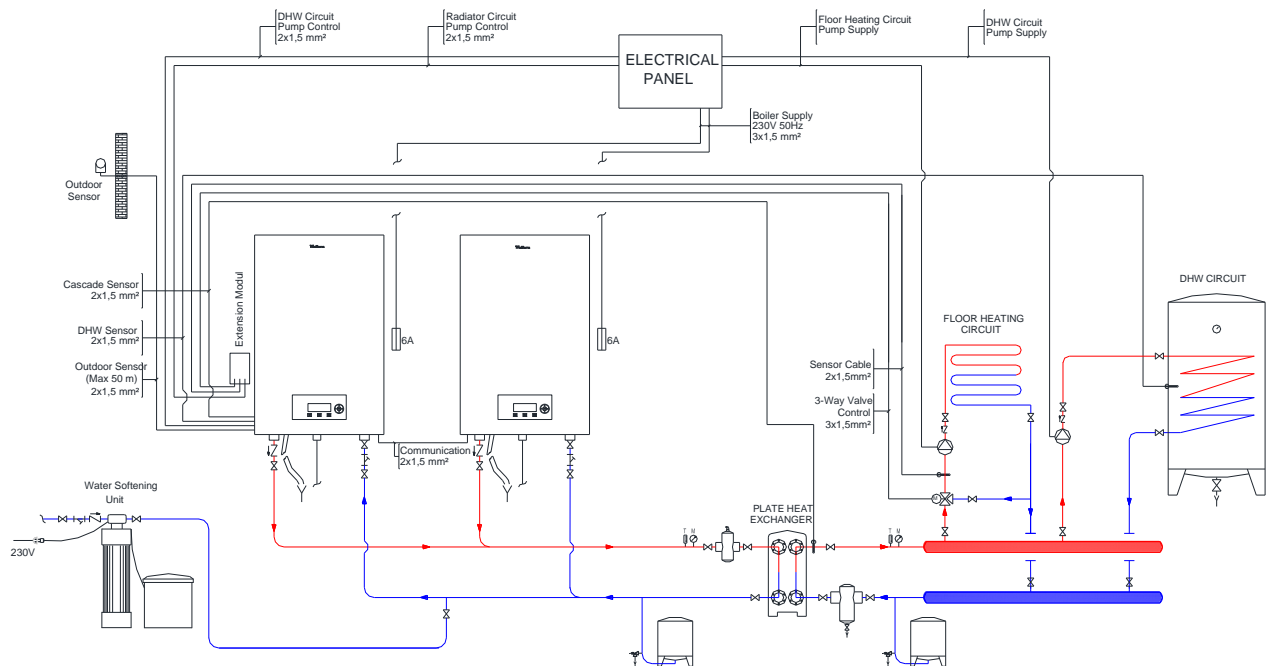 DHW Circuit
Pump Control
2x1,5 mm²
Radiator Circuit
Pump Control
2x1,5 mm²
ELECTRICAL
PANEL
Floor Heating Circuit
Pump Supply
DHW Circuit
Pump Supply
Boiler Supply
230V 50Hz
3x1,5 mm²
Outdoor
Sensor
Cascade Sensor
2x1,5 mm²
DHW Sensor
2x1,5 mm²
Outdoor Sensor
(Max 50 m)
2x1,5 mm²
Extension Modul
6A
6A
Communication
2x1,5 mm²
Sensor Cable
2x1,5mm²
3-Way Valve
Control
3x1,5mm²
FLOOR HEATING
CIRCUIT
DHW CIRCUIT
Water Softening
Unit
230V
PLATE HEAT
EXCHANGER
T M
T M
M